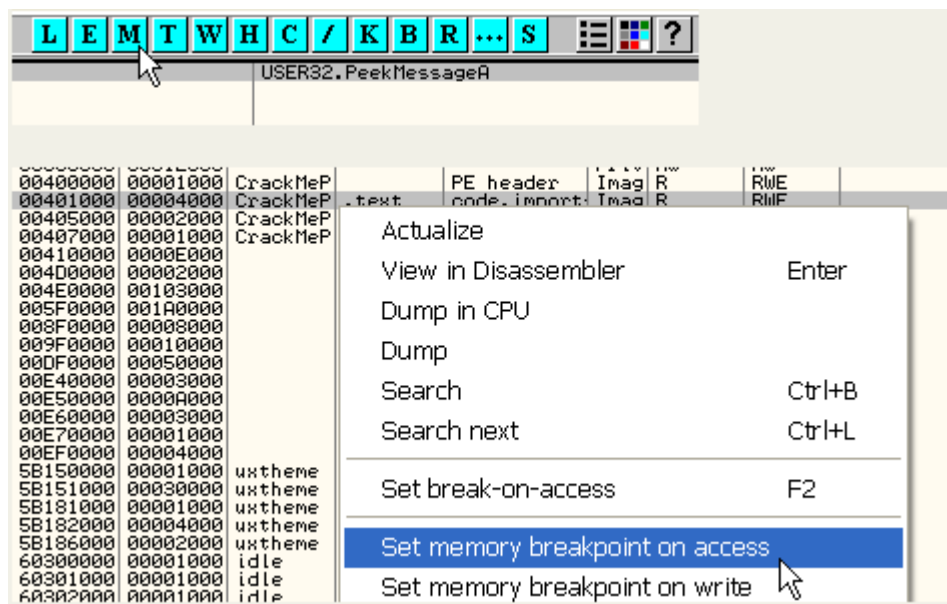 L E M T W H C / K B R ... S ?
USER32.PeekMessageA
00400000 00001000 CrackMeP PE header Imag R RWE
00401000 00004000 CrackMeP .text code,import: Imag R RWE
00405000 00002000 CrackMeP
00407000 00001000 CrackMeP
00410000 0000E000
004D0000 00002000
004E0000 00103000
005F0000 001A0000
008F0000 00008000
009F0000 00010000
00DF0000 00050000
00E40000 00003000
00E50000 0000A000
00E60000 00003000
00E70000 00001000
00EF0000 00004000
5B150000 00001000 uxtheme
5B151000 00030000 uxtheme
5B181000 00001000 uxtheme
5B182000 00004000 uxtheme
5B186000 00002000 uxtheme
60300000 00001000 idle
60301000 00001000 idle
60302000 00001000 idle
Actualize
View in Disassembler Enter
Dump in CPU
Dump
Search Ctrl+B
Search next Ctrl+L
Set break-on-access F2
Set memory breakpoint on access
Set memory breakpoint on write